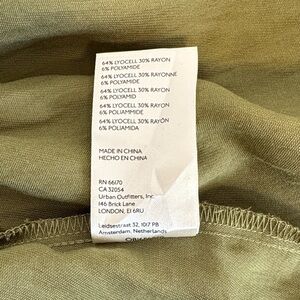 64% LYOCELL 30% RAYON
6% POLYAMIDE
64% LYOCELL 30% RAYONNE
6% POLYAMIDE
64% LYOCELL 30% RAYON
6% POLYAMID
64% LYOCELL 30% RAYON
6% POLIAMMIDE
64% LYOCELL 30% RAYÓN
6% POLIAMIDA
MADE IN CHINA
HECHO EN CHINA
RN 66170
CA 32054
Urban Outfitters, Inc.
146 Brick Lane
LONDON, E1 6RU
Leidsestraat 32, 1017 PB
Amsterdam, Netherlands